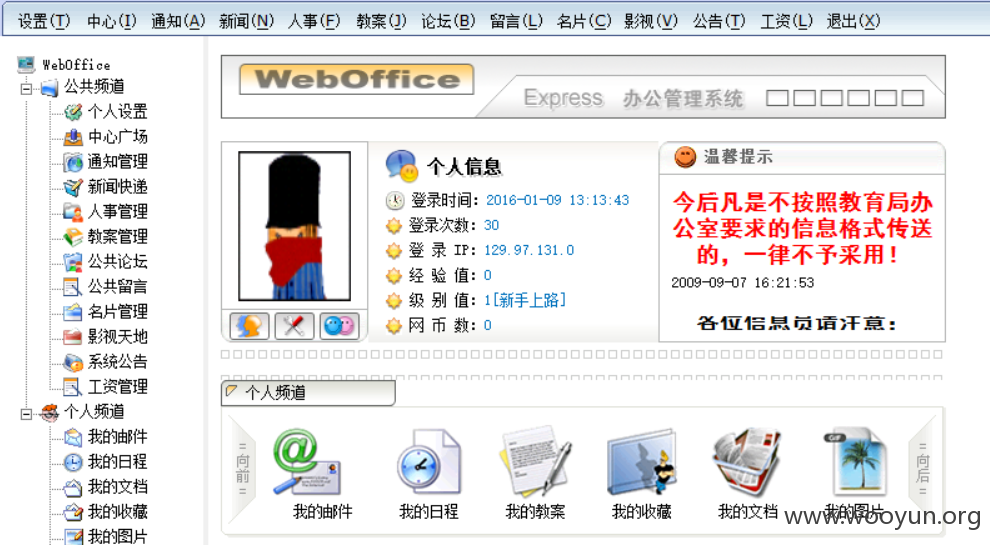 设置(T) 中心(I) 通知(A) 新闻(N) 人事(F) 教案(J) 论坛(B) 留言(L) 名片(C) 影视(V) 公告(T) 工资(L) 退出(X)
WebOffice
公共频道
个人设置
中心广场
通知管理
新闻快递
人事管理
教案管理
公共论坛
公共留言
名片管理
影视天地
系统公告
工资管理
个人频道
我的邮件
我的日程
我的文档
我的收藏
我的图片
WebOffice
Express 办公管理系统
个人信息
登录时间: 2016-01-09 13:13:43
登录次数: 30
登 录 IP: 129.97.131.0
经 验 值: 0
级 别 值: 1[新手上路]
网 币 数: 0
温馨提示
今后凡是不按照教育局办
公室要求的信息格式传送
的，一律不予采用！
2009-09-07 16:21:53
各位信息员请注意：
个人频道
=向前=
GIF
=向后=
我的邮件 我的日程 我的教案 我的收藏 我的文档 我的图片
www.wooyun.org